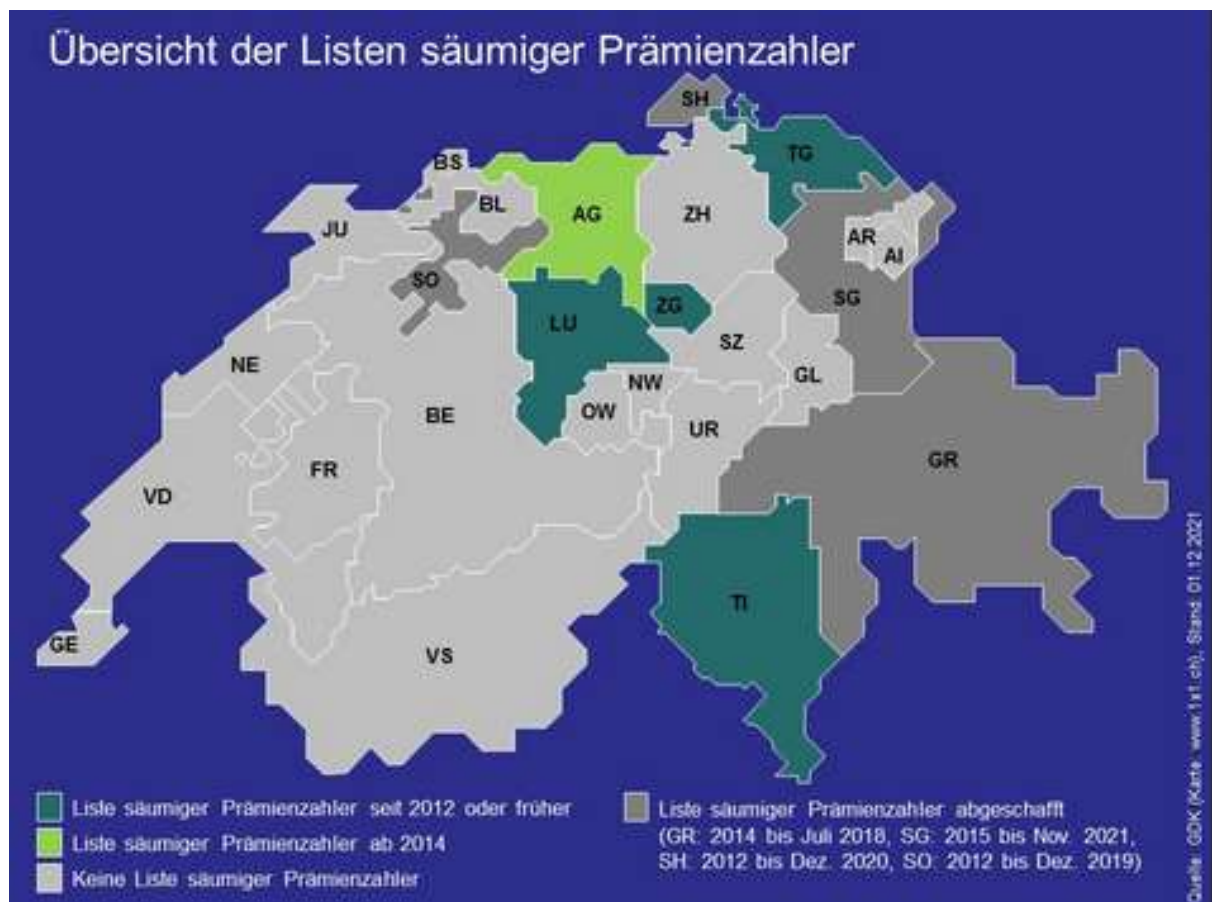 Übersicht der Listen säumiger Prämienzahler
SH
TG
BS
BL
AG
ZH
JU
AR
AI
SO
SG
ZG
LU
SZ
NE
NW
GL
OW
BE
UR
FR
GR
VD
TI
GE
VS
Liste säumiger Prämienzahler seit 2012 oder früher
Liste säumiger Prämienzahler ab 2014
Keine Liste säumiger Prämienzahler
Liste säumiger Prämienzahler abgeschafft
(GR: 2014 bis Juli 2018, SG: 2015 bis Nov. 2021,
SH: 2012 bis Dez. 2020, SO: 2012 bis Dez. 2019)
Quelle: GDK (Karte: www.1x1.ch), Stand: 01.12.2021